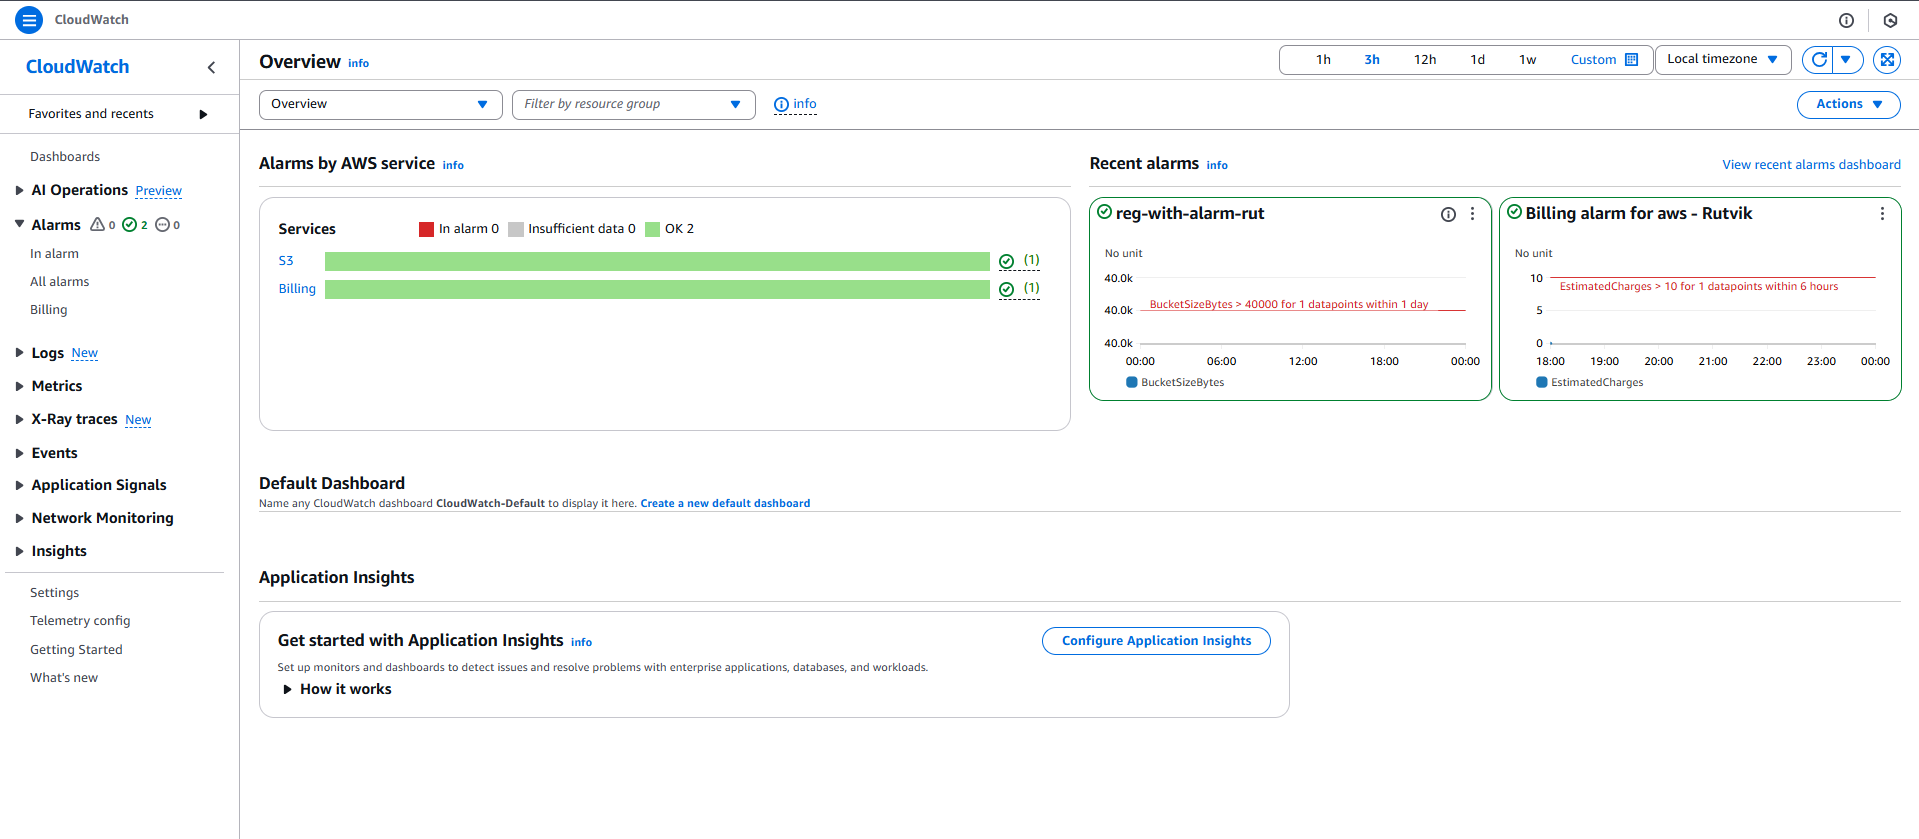 CloudWatch
CloudWatch
Favorites and recents
Dashboards
AI Operations Preview
Alarms 0 2 0
In alarm
All alarms
Billing
Logs New
Metrics
X-Ray traces New
Events
Application Signals
Network Monitoring
Insights
Settings
Telemetry config
Getting Started
What's new
Overview info
1h 3h 12h 1d 1w Custom Local timezone
Overview Filter by resource group info
Actions
Alarms by AWS service info
Services In alarm 0 Insufficient data 0 OK 2
S3 (1)
Billing (1)
Recent alarms info
View recent alarms dashboard
reg-with-alarm-rut
No unit
40.0k
BucketSizeBytes > 40000 for 1 datapoints within 1 day
40.0k
40.0k
00:00 06:00 12:00 18:00 00:00
BucketSizeBytes
Billing alarm for aws - Rutvik
No unit
10
EstimatedCharges > 10 for 1 datapoints within 6 hours
5
0
18:00 19:00 20:00 21:00 22:00 23:00 00:00
EstimatedCharges
Default Dashboard
Name any CloudWatch dashboard CloudWatch-Default to display it here. Create a new default dashboard
Application Insights
Get started with Application Insights info
Configure Application Insights
Set up monitors and dashboards to detect issues and resolve problems with enterprise applications, databases, and workloads.
How it works